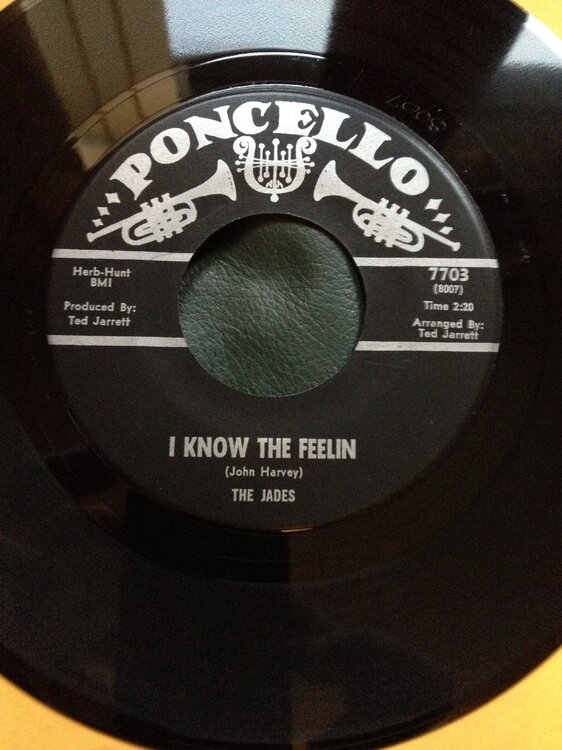 PONCELLO
Herb-Hunt
BMI
Produced By:
Ted Jarrett
7703
(8007)
Time 2:20
Arranged By:
Ted Jarrett
I KNOW THE FEELIN
(John Harvey)
THE JADES